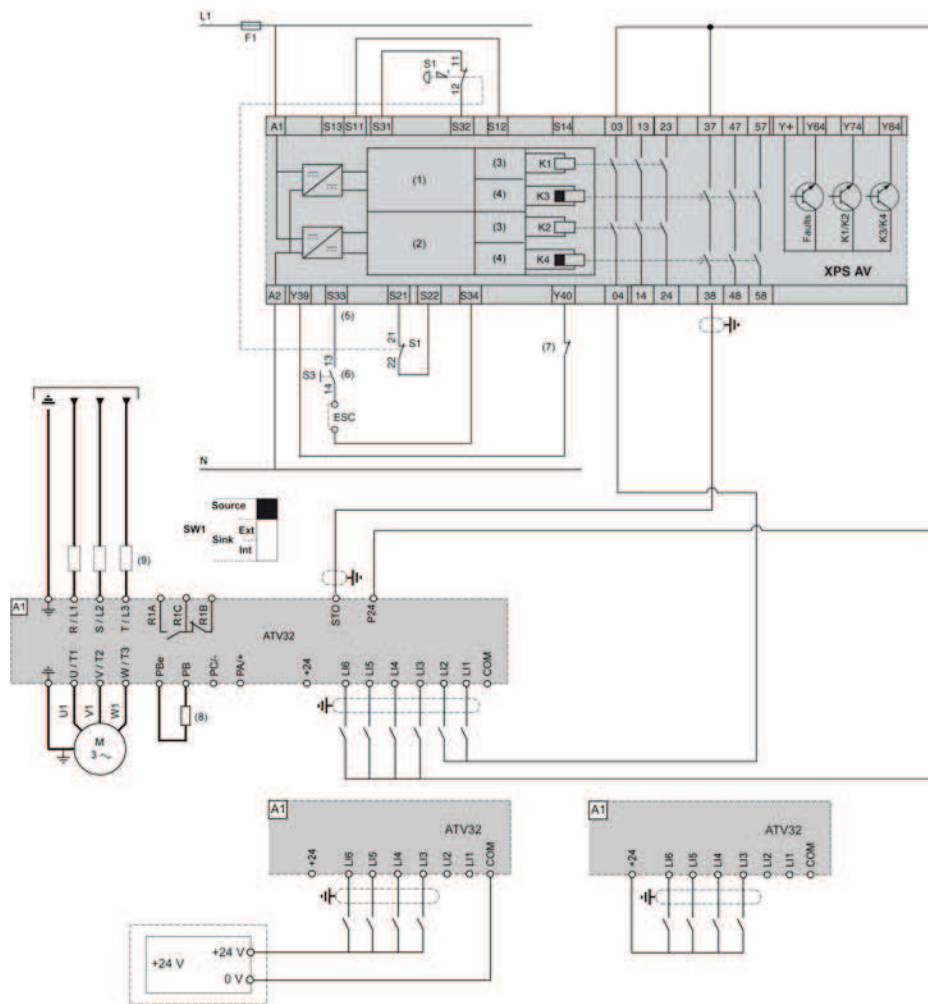 L1
F1
S1
11
12
A1 S13 S11 S31 S32 S12 S14 03 13 23 37 47 57 Y+ Y64 Y74 Y84
(1) (3) K1
(4) K3
(2) (3) K2
(4) K4
Faults
K1/K2
K3/K4
XPS AV
A2 Y39 S33 S21 S22 S34 Y40 04 14 24 38 48 58
(5)
21
S1
22
(7)
13
S3 (6)
14
ESC
N
Source
SW1 Sink Ext
Int
(9)
A1
R / L1
S / L2
T / L3
R1A
R1C
R1B
STO
P24
ATV32
U / T1
V / T2
W / T3
PBe
PB
PC/-
PA/+
+24
LI6
LI5
LI4
LI3
LI2
LI1
COM
U1
V1
W1
(8)
M
3 ~
A1
ATV32
+24
LI6
LI5
LI4
LI3
LI2
LI1
COM
+24 V
+24 V
0 V
A1
ATV32
+24
LI6
LI5
LI4
LI3
LI2
LI1
COM